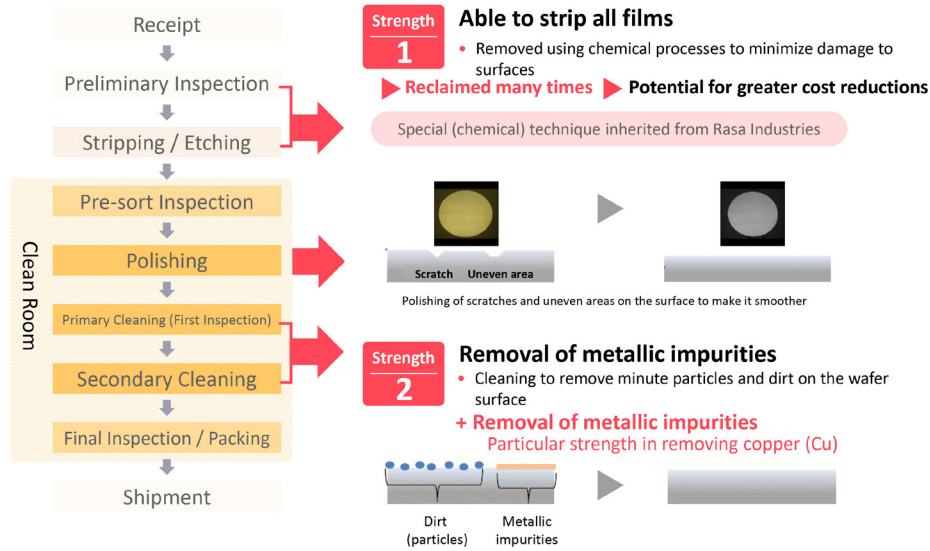 Receipt
Preliminary Inspection
Stripping / Etching
Pre-sort Inspection
Polishing
Primary Cleaning (First Inspection)
Secondary Cleaning
Final Inspection / Packing
Shipment
Clean Room
Strength
1
Able to strip all films
• Removed using chemical processes to minimize damage to
surfaces
Reclaimed many times
Potential for greater cost reductions
Special (chemical) technique inherited from Rasa Industries
Scratch
Uneven area
Polishing of scratches and uneven areas on the surface to make it smoother
Strength
2
Removal of metallic impurities
• Cleaning to remove minute particles and dirt on the wafer
surface
+ Removal of metallic impurities
Particular strength in removing copper (Cu)
Dirt
(particles)
Metallic
impurities